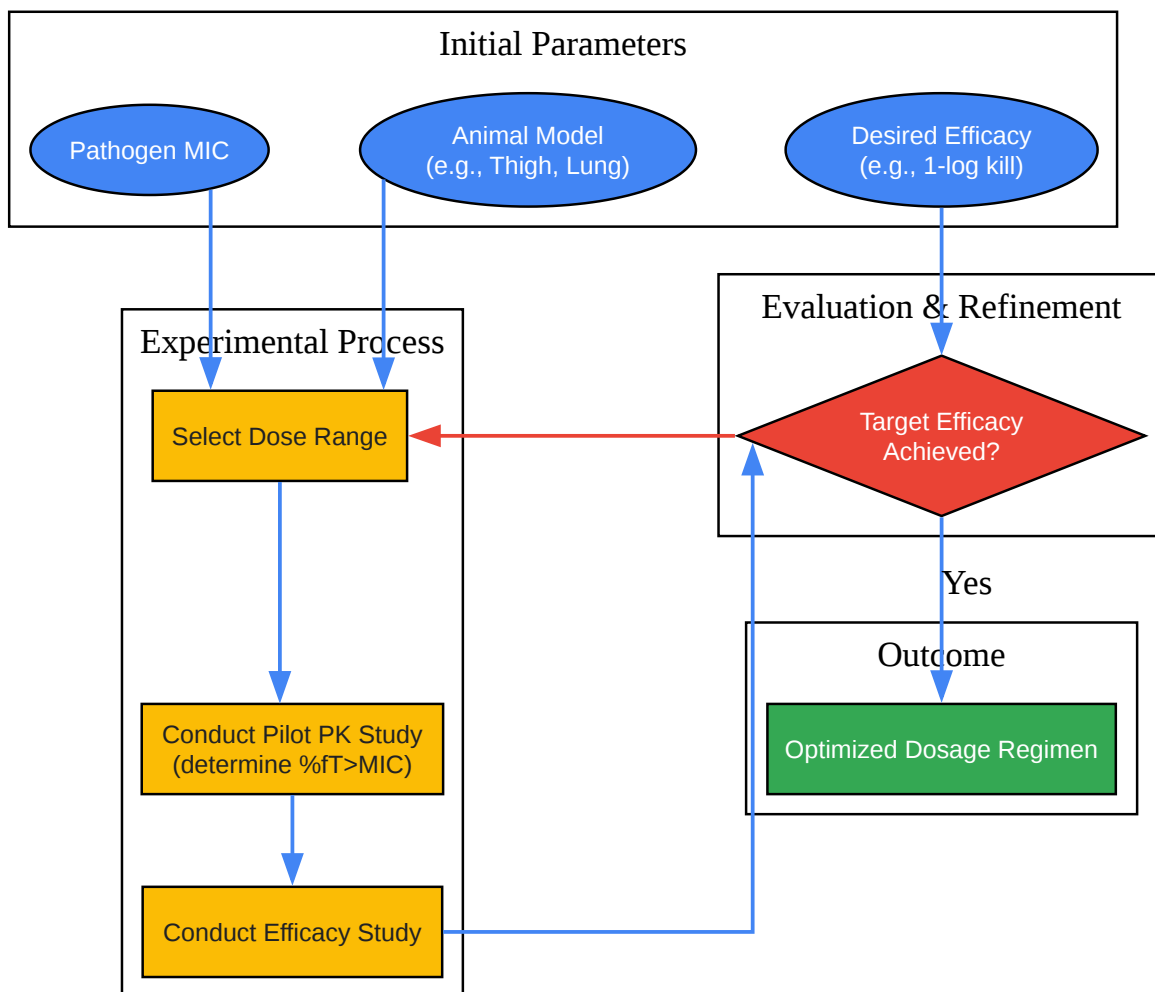 Initial Parameters
Pathogen MIC
Animal Model
(e.g., Thigh, Lung)
Desired Efficacy
(e.g., 1-log kill)
Evaluation & Refinement
Experimental Process
Select Dose Range
Target Efficacy
Achieved?
Yes
Outcome
Conduct Pilot PK Study
(determine %fT>MIC)
Optimized Dosage Regimen
Conduct Efficacy Study